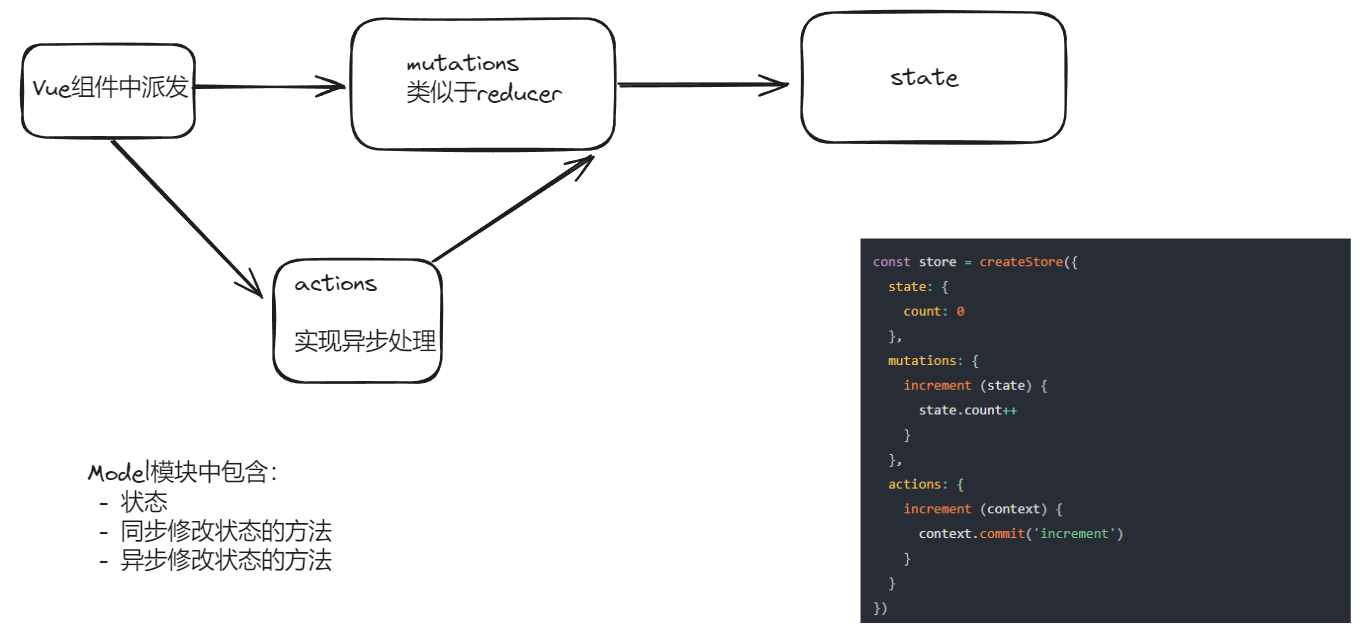 Vue组件中派发
mutations
类似于reducer
state
actions
实现异步处理
Model模块中包含:
- 状态
- 同步修改状态的方法
- 异步修改状态的方法
const store = createStore({
  state: {
    count: 0
  },
  mutations: {
    increment (state) {
      state.count++
    }
  },
  actions: {
    increment (context) {
      context.commit('increment')
    }
  }
})